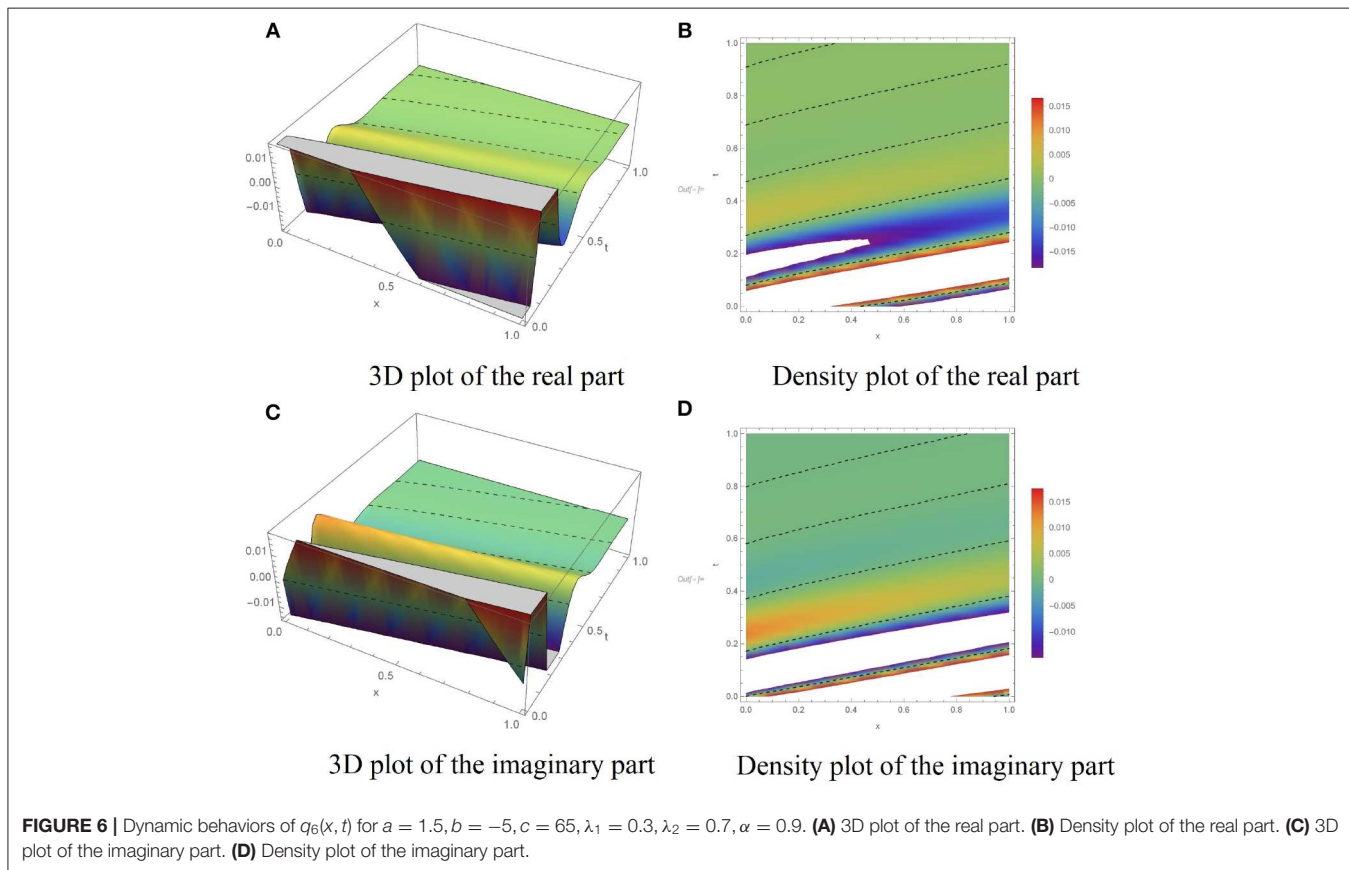 A
0.01
0.00
−0.01
0.0
0.5
x
1.0
0.0
0.5
t
1.0
3D plot of the real part
B
1.0
0.8
0.6
t
0.4
0.2
0.0
Out[-]=
0.0 0.2 0.4 0.6 0.8 1.0
x
0.015
0.010
0.005
0
−0.005
−0.010
−0.015
Density plot of the real part
C
0.01
0.00
−0.01
0.0
0.5
x
1.0
0.0
0.5
t
1.0
3D plot of the imaginary part
D
1.0
0.8
0.6
t
0.4
0.2
0.0
Out[-]=
0.0 0.2 0.4 0.6 0.8 1.0
x
0.015
0.010
0.005
0
−0.005
−0.010
Density plot of the imaginary part
FIGURE 6 | Dynamic behaviors of q₆(x, t) for a = 1.5, b = −5, c = 65, λ₁ = 0.3, λ₂ = 0.7, α = 0.9. (A) 3D plot of the real part. (B) Density plot of the real part. (C) 3D
plot of the imaginary part. (D) Density plot of the imaginary part.